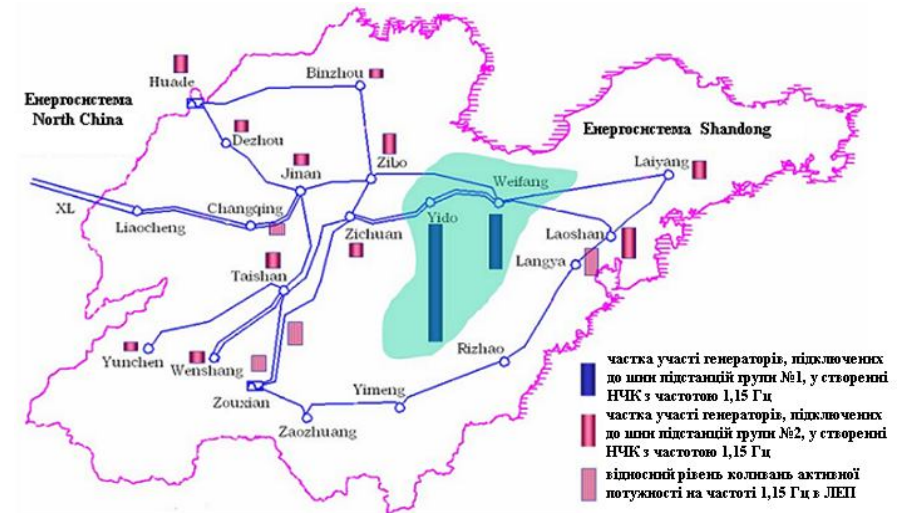 Huade
Binzhou
Енергосистема
North China
Dezhou
Енергосистема Shandong
Jinan
Zibo
Laiyang
Weifang
XL
Changqing
Yido
Liaocheng
Zichuan
Laoshan
Langya
Taishan
Rizhao
Yunchen
Wenshang
Zouxian
Yimeng
Zaozhuang
частка участі генераторів, підключених
до шин підстанцій групи №1, у створенні
НЧК з частотою 1,15 Гц
частка участі генераторів, підключених
до шин підстанцій групи №2, у створенні
НЧК з частотою 1,15 Гц
відносний рівень коливань активної
потужності на частоті 1,15 Гц в ЛЕП